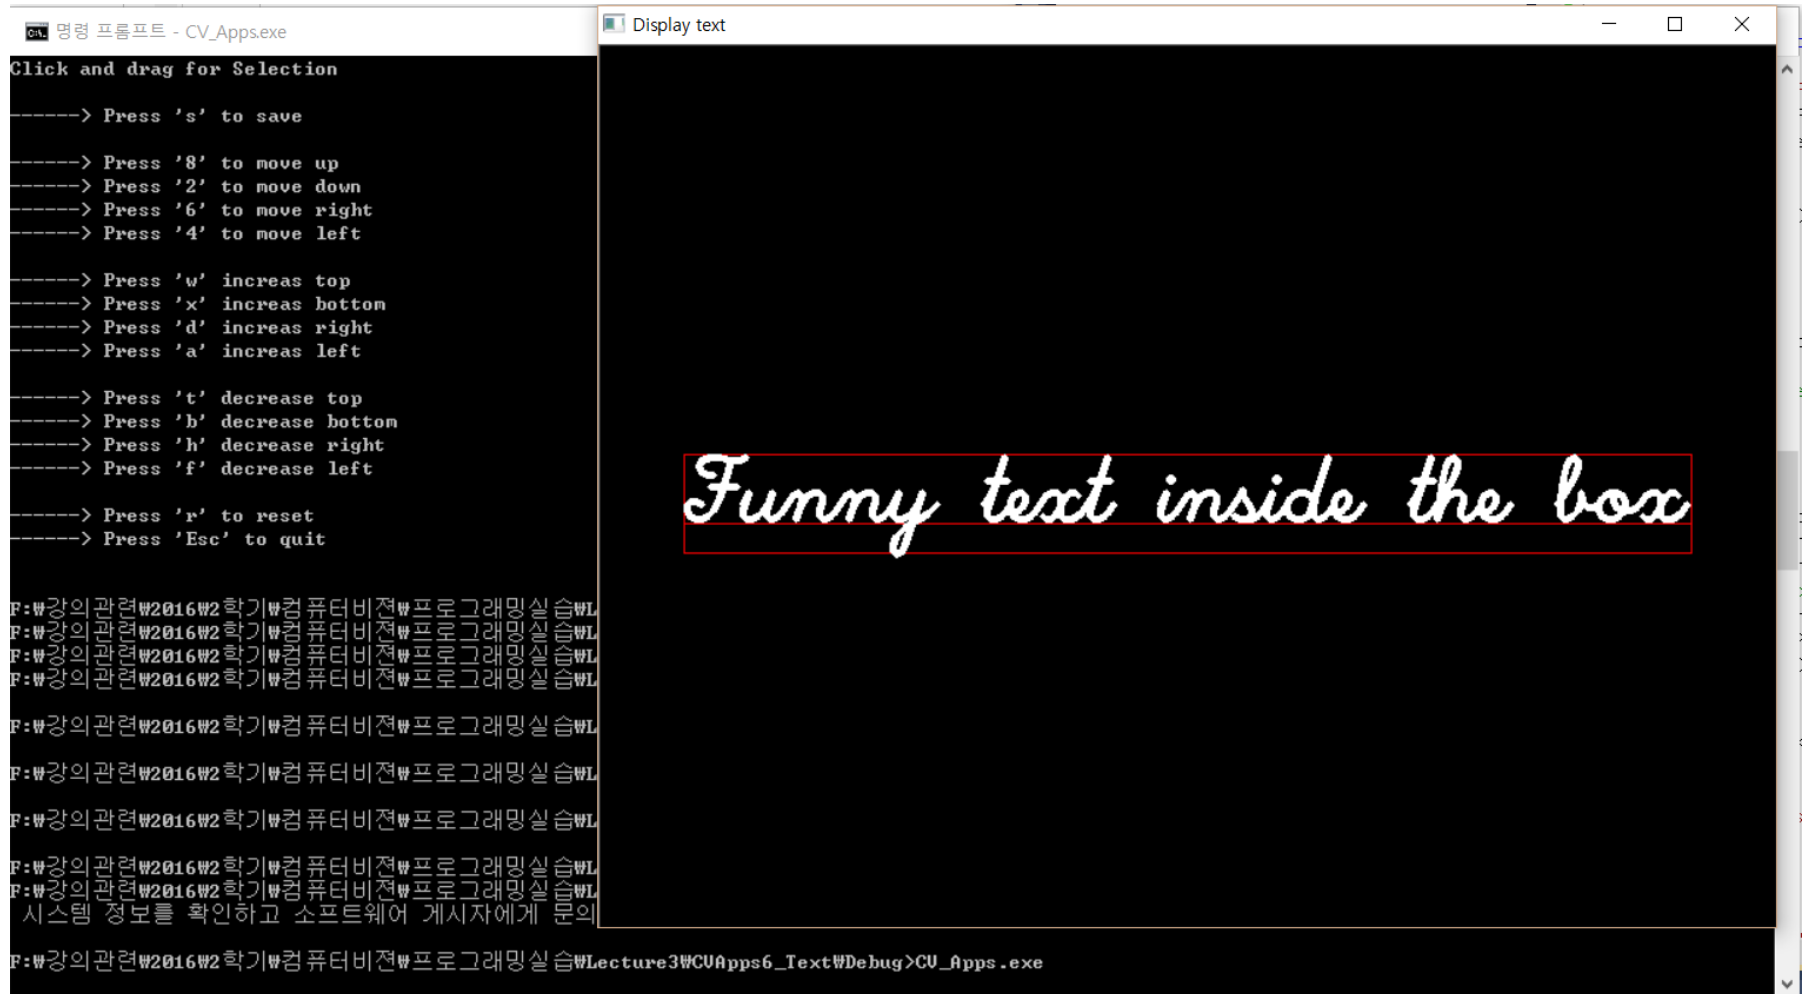 명령 프롬프트 - CV_Apps.exe
Click and drag for Selection
------> Press 's' to save
------> Press '8' to move up
------> Press '2' to move down
------> Press '6' to move right
------> Press '4' to move left
------> Press 'w' increas top
------> Press 'x' increas bottom
------> Press 'd' increas right
------> Press 'a' increas left
------> Press 't' decrease top
------> Press 'b' decrease bottom
------> Press 'h' decrease right
------> Press 'f' decrease left
------> Press 'r' to reset
------> Press 'Esc' to quit
F:₩강의관련₩2016₩2학기₩컴퓨터비젼₩프로그래밍실습₩L
F:₩강의관련₩2016₩2학기₩컴퓨터비젼₩프로그래밍실습₩L
F:₩강의관련₩2016₩2학기₩컴퓨터비젼₩프로그래밍실습₩L
F:₩강의관련₩2016₩2학기₩컴퓨터비젼₩프로그래밍실습₩L
F:₩강의관련₩2016₩2학기₩컴퓨터비젼₩프로그래밍실습₩L
F:₩강의관련₩2016₩2학기₩컴퓨터비젼₩프로그래밍실습₩L
F:₩강의관련₩2016₩2학기₩컴퓨터비젼₩프로그래밍실습₩L
F:₩강의관련₩2016₩2학기₩컴퓨터비젼₩프로그래밍실습₩L
F:₩강의관련₩2016₩2학기₩컴퓨터비젼₩프로그래밍실습₩L
시스템 정보를 확인하고 소프트웨어 게시자에게 문의
F:₩강의관련₩2016₩2학기₩컴퓨터비젼₩프로그래밍실습₩Lecture3₩CVApps6_Text₩Debug>CV_Apps.exe
Display text
Funny text inside the box